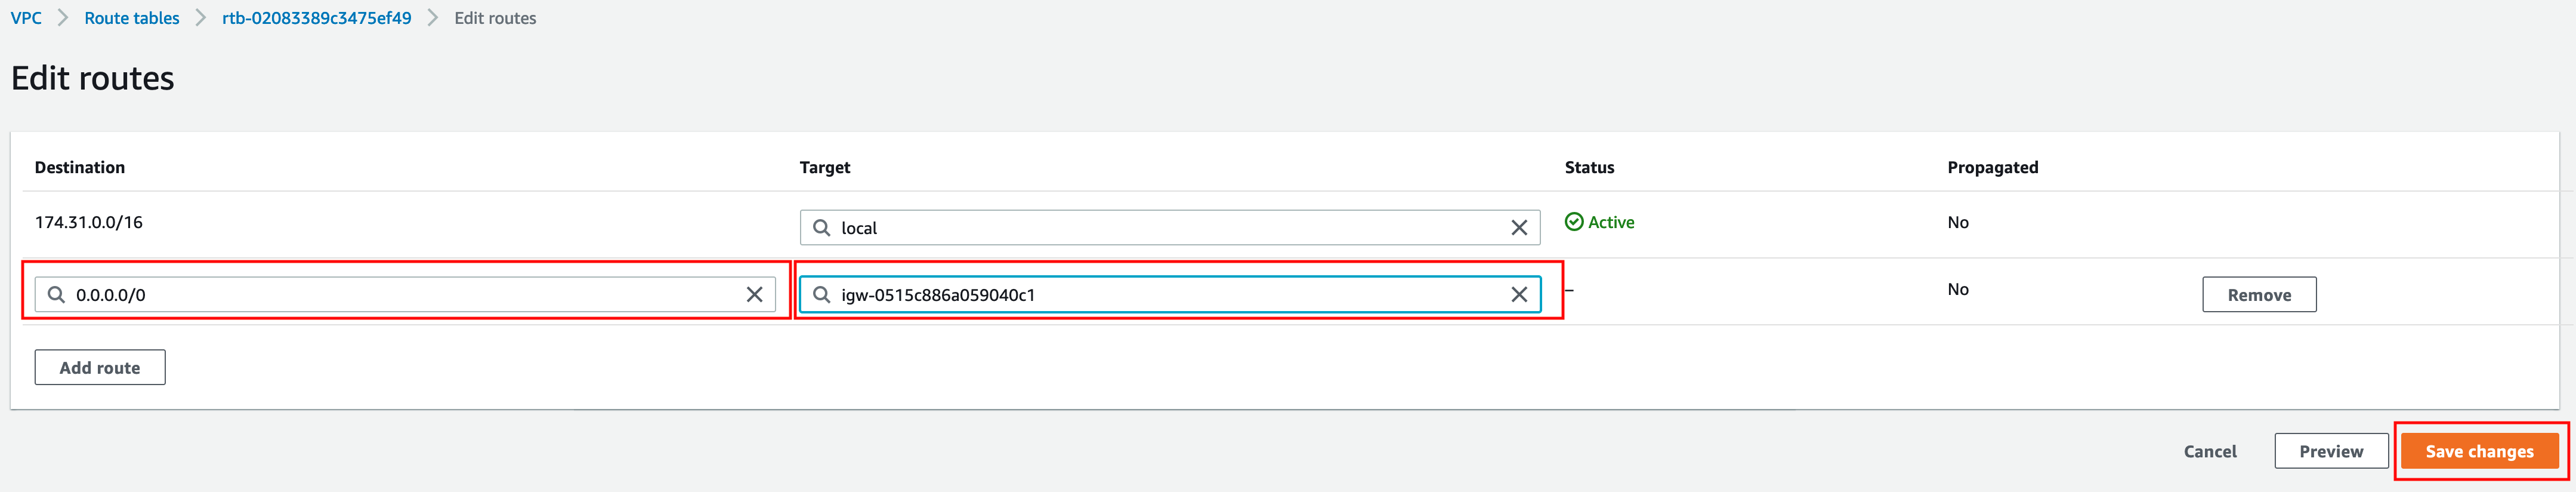 VPC > Route tables > rtb-02083389c3475ef49 > Edit routes
Edit routes
Destination Target Status Propagated
174.31.0.0/16 local Active No
0.0.0.0/0 igw-0515c886a059040c1 – No Remove
Add route
Cancel Preview Save changes